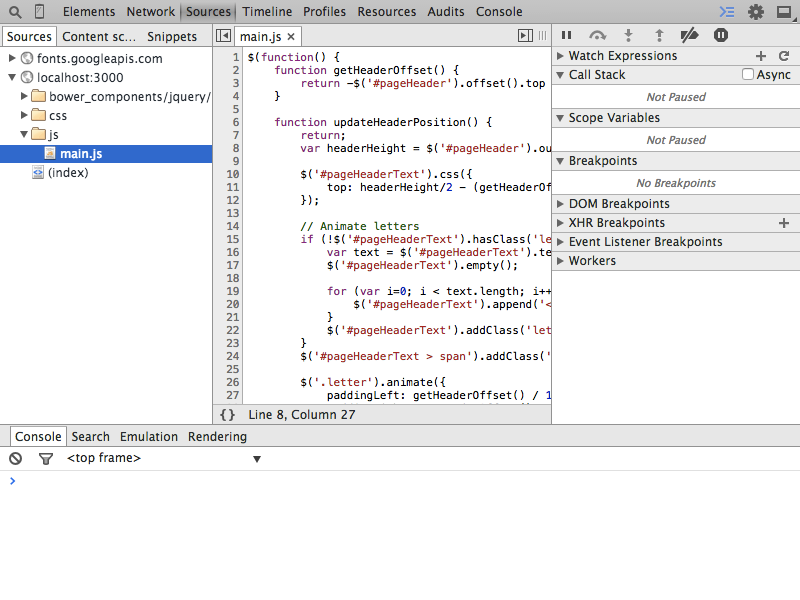 Elements Network Sources Timeline Profiles Resources Audits Console
Sources Content sc... Snippets
fonts.googleapis.com
localhost:3000
bower_components/jquery/
css
js
main.js
(index)
main.js ×
1 $(function() {
2 function getHeaderOffset() {
3 return -$('#pageHeader').offset().top
4 }
5
6 function updateHeaderPosition() {
7 return;
8 var headerHeight = $('#pageHeader').ou
9
10 $('#pageHeaderText').css({
11 top: headerHeight/2 - (getHeaderOf
12 });
13
14 // Animate letters
15 if (!$('#pageHeaderText').hasClass('le
16 var text = $('#pageHeaderText').te
17 $('#pageHeaderText').empty();
18
19 for (var i=0; i < text.length; i++
20 $('#pageHeaderText').append('<
21 }
22 $('#pageHeaderText').addClass('let
23 }
24 $('#pageHeaderText > span').addClass('
25
26 $('.letter').animate({
27 paddingLeft: getHeaderOffset() / 1
{} Line 8, Column 27
Watch Expressions
Call Stack Async
Not Paused
Scope Variables
Not Paused
Breakpoints
No Breakpoints
DOM Breakpoints
XHR Breakpoints
Event Listener Breakpoints
Workers
Console Search Emulation Rendering
<top frame>